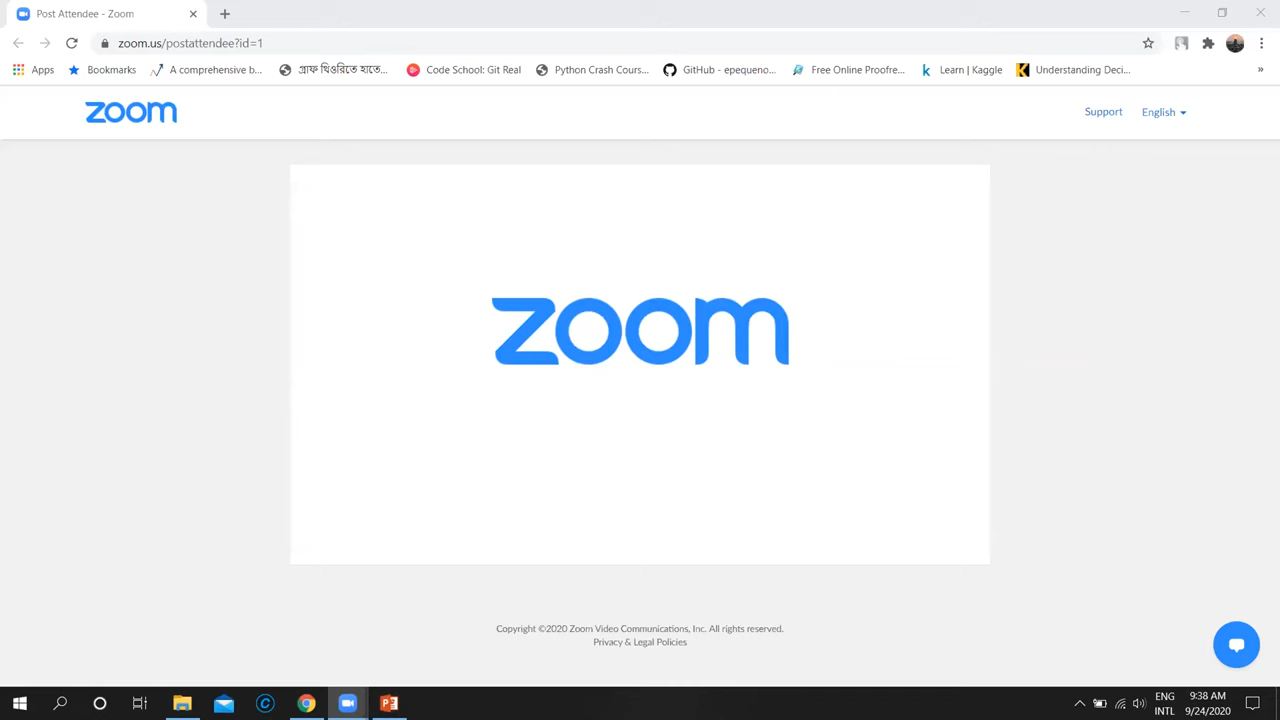 Post Attendee - Zoom
zoom.us/postattendee?id=1
Apps
Bookmarks
A comprehensive b...
গ্রাফ থিওরিতে হাতে...
Code School: Git Real
Python Crash Cours...
GitHub - epequeno...
Free Online Proofre...
Learn | Kaggle
Understanding Deci...
»
zoom
Support
English
zoom
Copyright ©2020 Zoom Video Communications, Inc. All rights reserved.
Privacy & Legal Policies
ENG
INTL
9:38 AM
9/24/2020